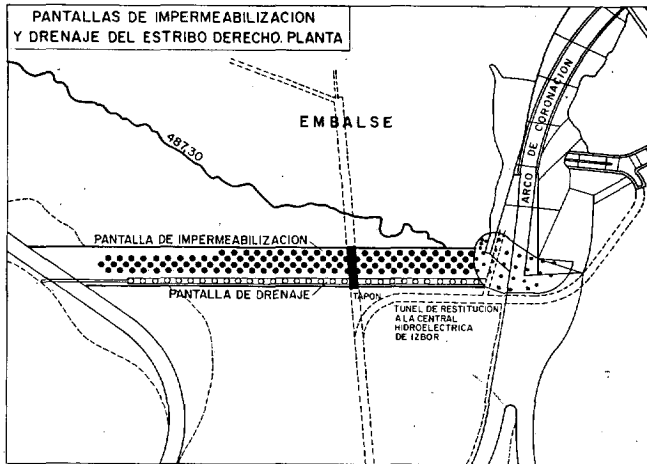 PANTALLAS DE IMPERMEABILIZACION
Y DRENAJE DEL ESTRIBO DERECHO. PLANTA
EMBALSE
487,30
ARCO DE CORONACION
PANTALLA DE IMPERMEABILIZACION
PANTALLA DE DRENAJE
TAPON
TUNEL DE RESTITUCION
A LA CENTRAL
HIDROELECTRICA
DE IZBOR